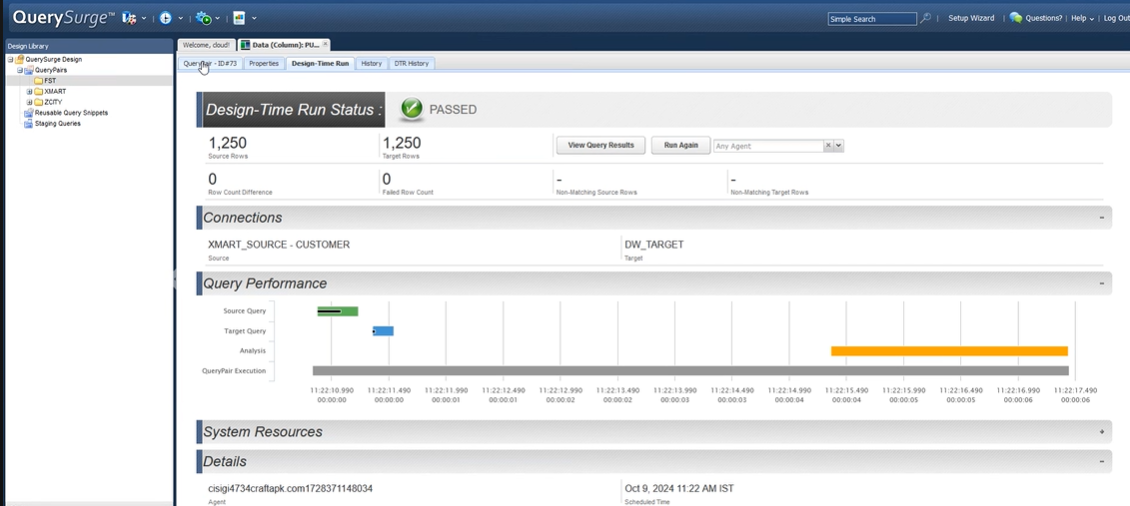 QuerySurge™
Simple Search
Setup Wizard
Questions?
Help
Log Out
Design Library
QuerySurge Design
QueryPairs
FST
XMART
ZCITY
Reusable Query Snippets
Staging Queries
Welcome, cloud!
Data (Column): PU...
QueryPair - ID#73
Properties
Design-Time Run
History
DTR History
Design-Time Run Status : PASSED
1,250 1,250
Source Rows Target Rows
View Query Results Run Again Any Agent
0 0 - -
Row Count Difference Failed Row Count Non-Matching Source Rows Non-Matching Target Rows
Connections
XMART_SOURCE - CUSTOMER DW_TARGET
Source Target
Query Performance
Source Query
Target Query
Analysis
QueryPair Execution
11:22:10.990 11:22:11.490 11:22:11.990 11:22:12.490 11:22:12.990 11:22:13.490 11:22:13.990 11:22:14.490 11:22:14.990 11:22:15.490 11:22:15.990 11:22:16.490 11:22:16.990 11:22:17.490
00:00:00 00:00:00 00:00:01 00:00:01 00:00:02 00:00:02 00:00:03 00:00:03 00:00:04 00:00:04 00:00:05 00:00:05 00:00:06 00:00:06
System Resources
Details
cisigi4734craftapk.com1728371148034 Oct 9, 2024 11:22 AM IST
Agent Scheduled Time